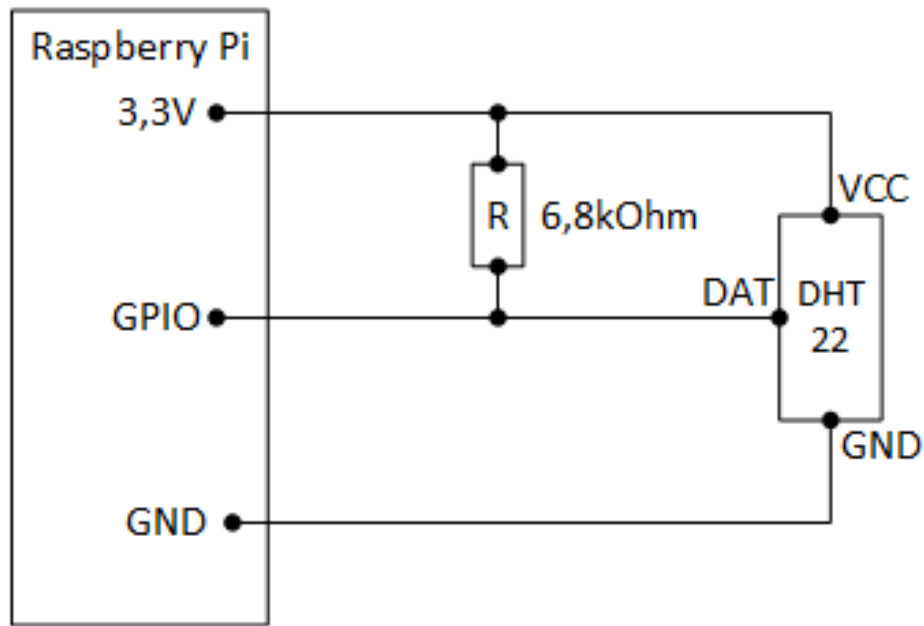 Raspberry Pi
3,3V
VCC
R 6,8kOhm
DAT DHT
22
GPIO
GND
GND